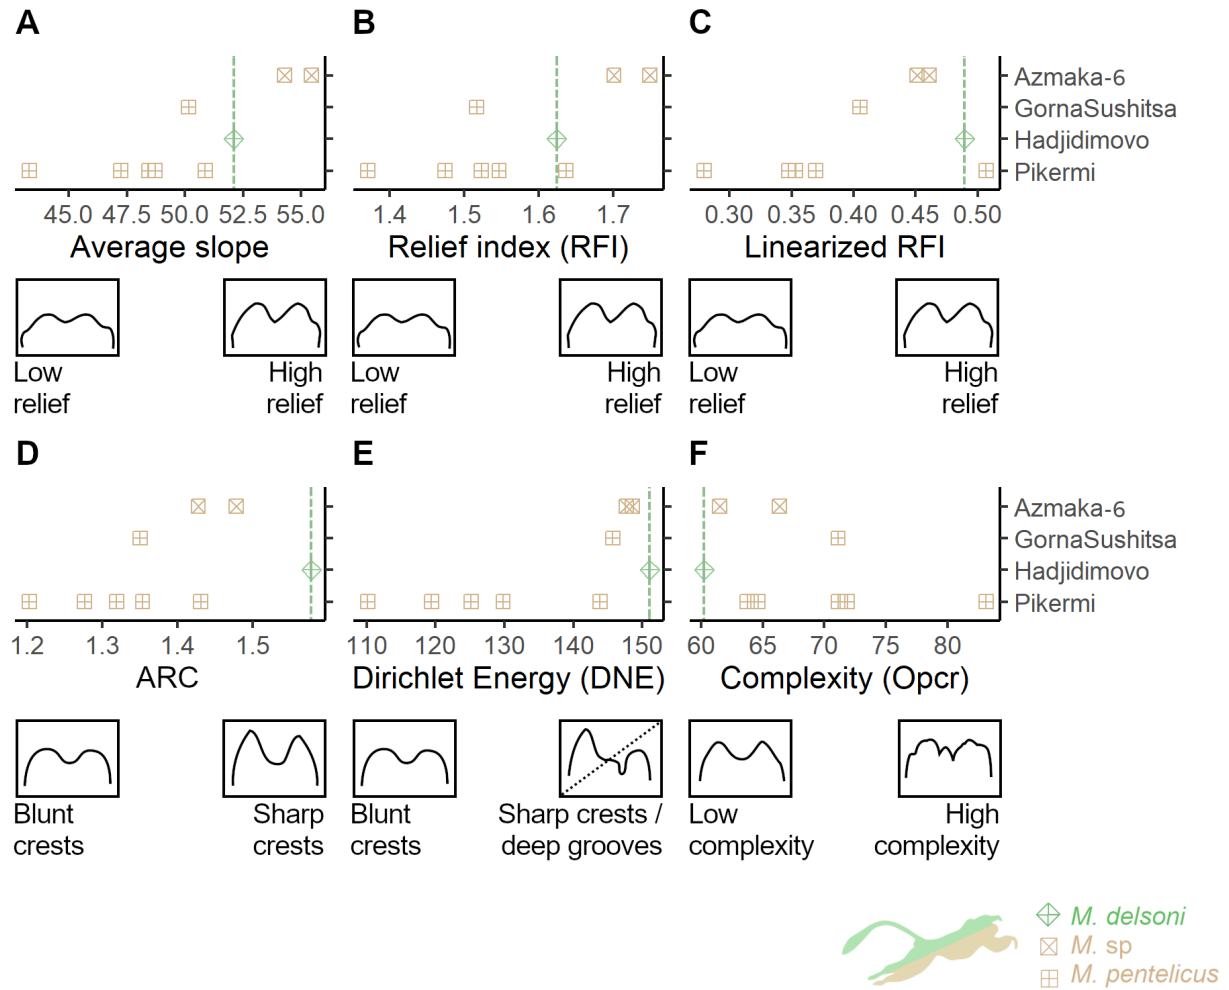 A B C
Azmaka-6
GornaSushitsa
Hadjidimovo
Pikermi
45.0 47.5 50.0 52.5 55.0 1.4 1.5 1.6 1.7 0.30 0.35 0.40 0.45 0.50
Average slope Relief index (RFI) Linearized RFI
Low High Low High Low High
relief relief relief relief relief relief
D E F
Azmaka-6
GornaSushitsa
Hadjidimovo
Pikermi
1.2 1.3 1.4 1.5 110 120 130 140 150 60 65 70 75 80
ARC Dirichlet Energy (DNE) Complexity (Opcr)
Blunt Sharp Blunt Sharp crests / Low High
crests crests crests deep grooves complexity complexity
M. delsoni
M. sp
M. pentelicus